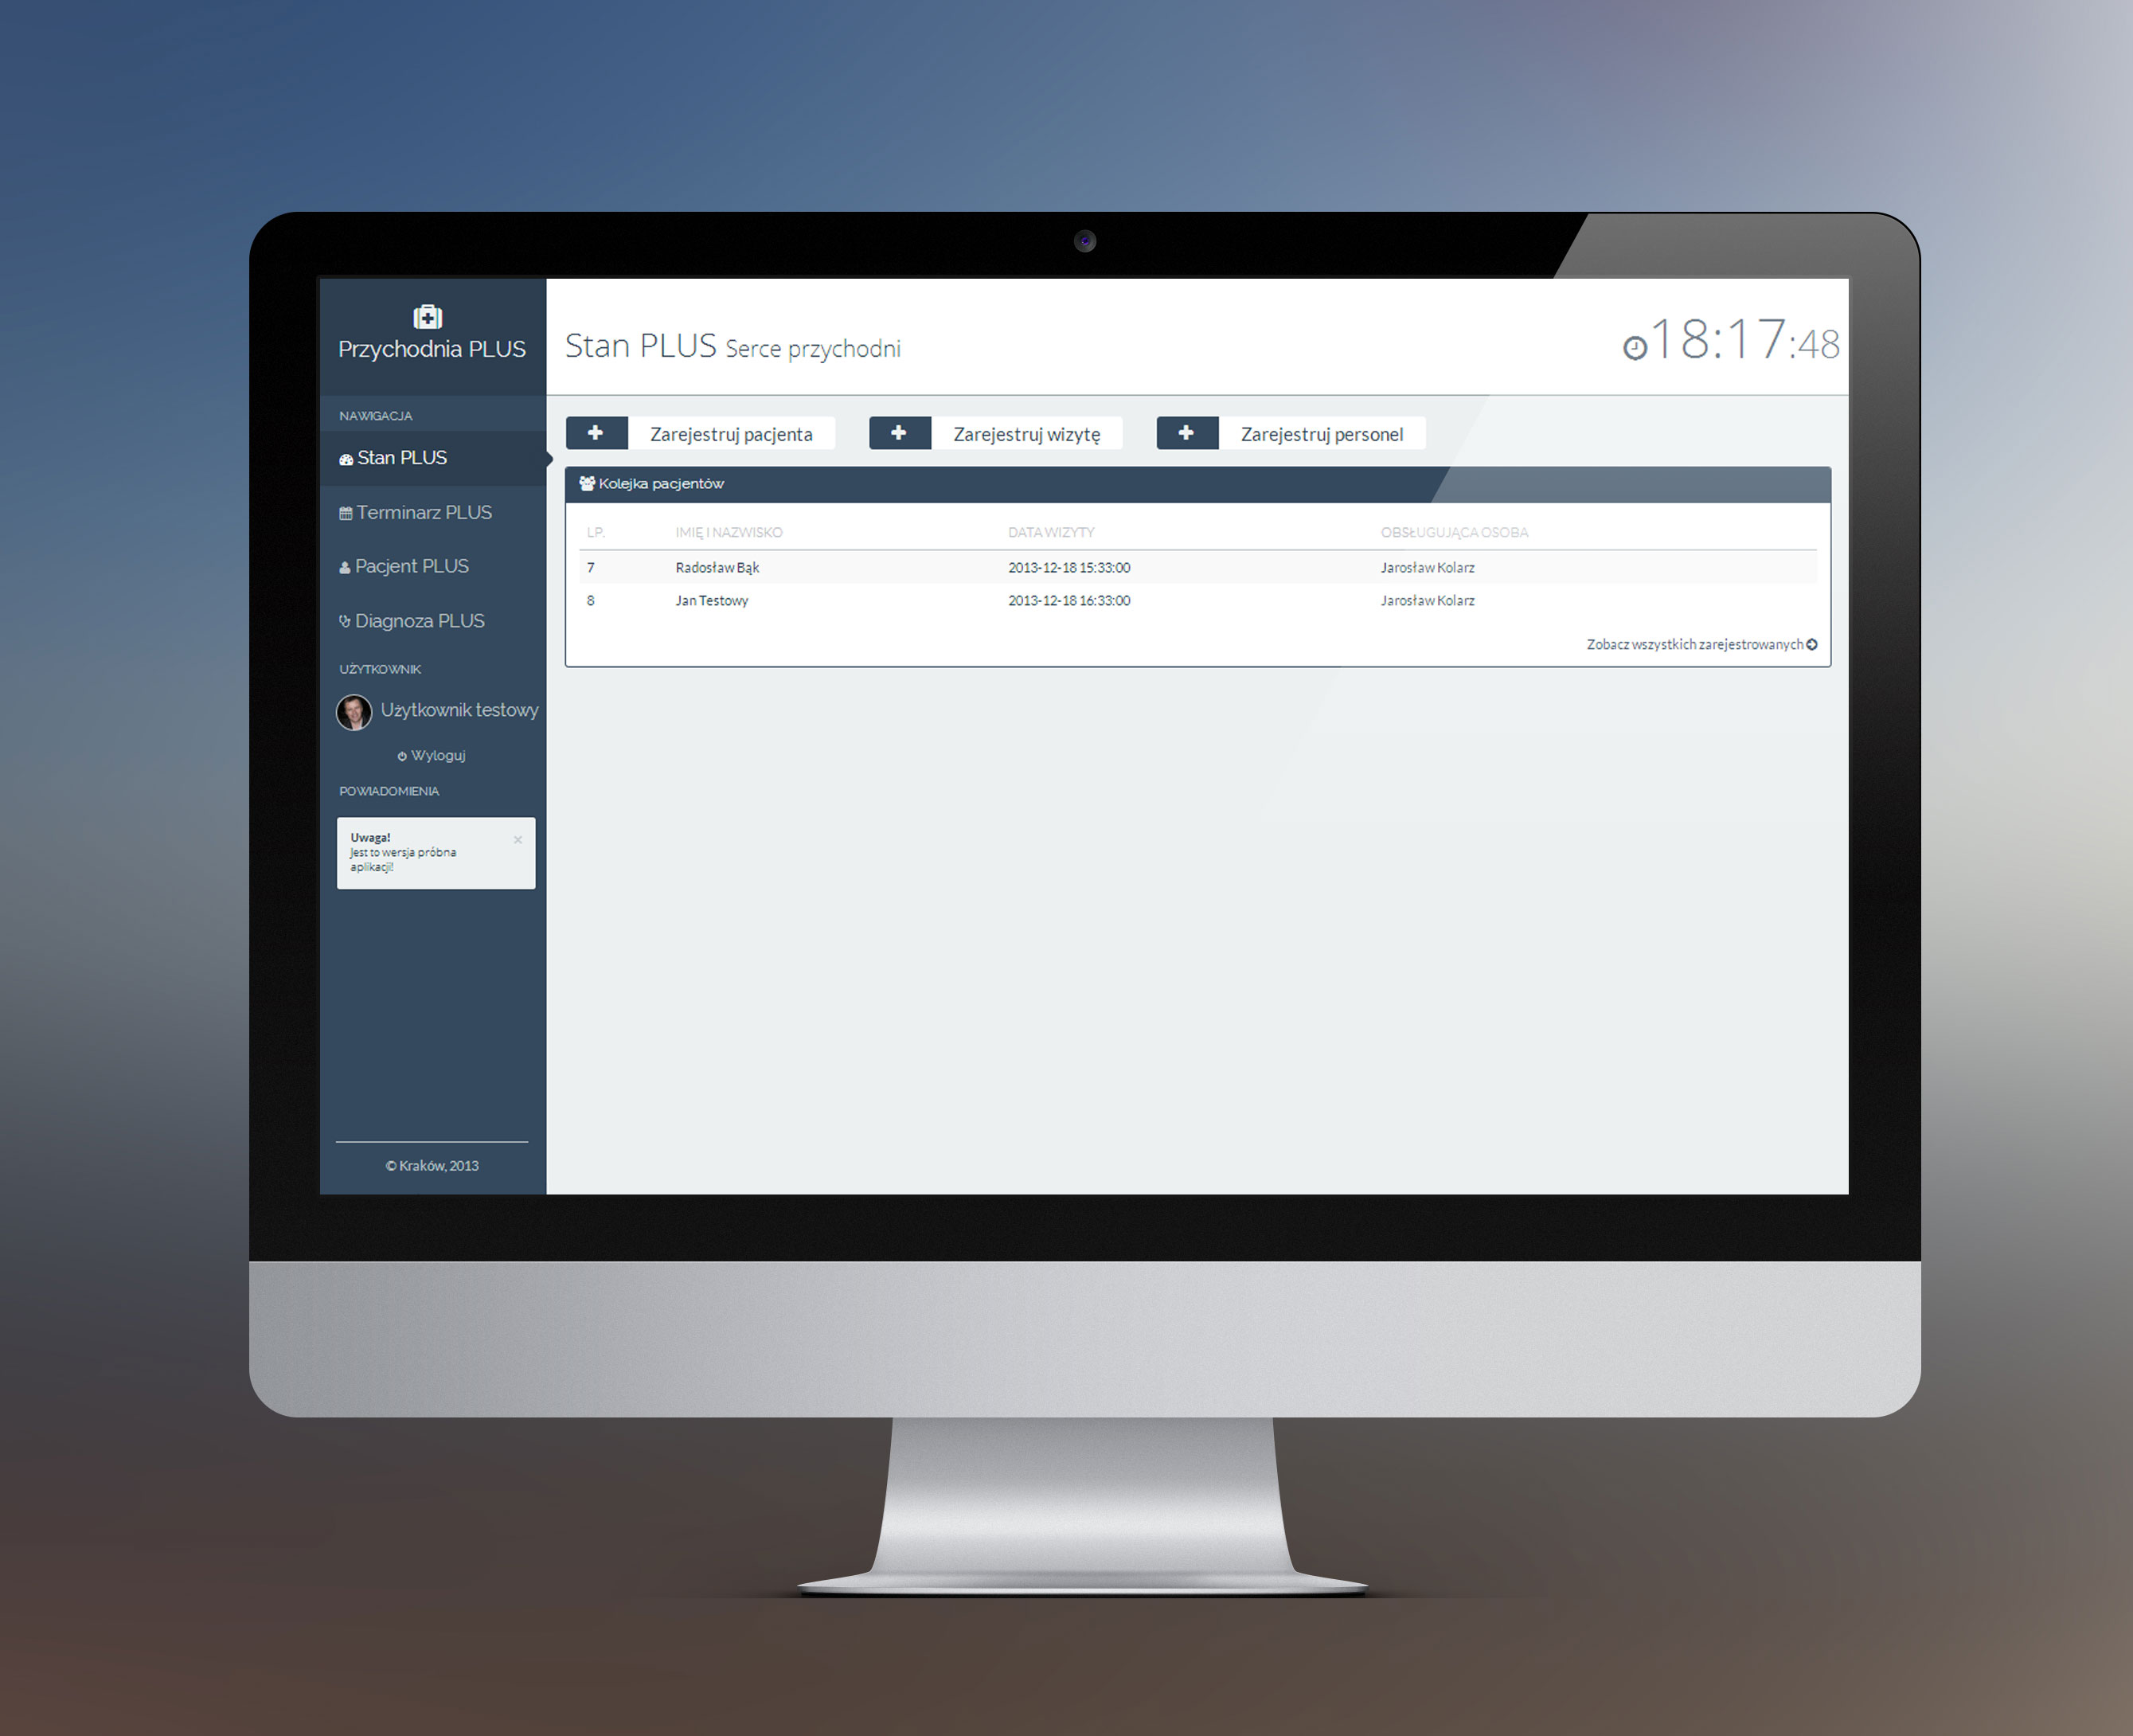 Przychodnia PLUS
NAWIGACJA
Stan PLUS
Terminarz PLUS
Pacjent PLUS
Diagnoza PLUS
UŻYTKOWNIK
Użytkownik testowy
Wyloguj
POWIADOMIENIA
Uwaga!
Jest to wersja próbna
aplikacji!
© Kraków, 2013
Stan PLUS Serce przychodni
18:17:48
Zarejestruj pacjenta
Zarejestruj wizytę
Zarejestruj personel
Kolejka pacjentów
LP. IMIĘ I NAZWISKO DATA WIZYTY OBSŁUGUJĄCA OSOBA
7 Radosław Bąk 2013-12-18 15:33:00 Jarosław Kolarz
8 Jan Testowy 2013-12-18 16:33:00 Jarosław Kolarz
Zobacz wszystkich zarejestrowanych